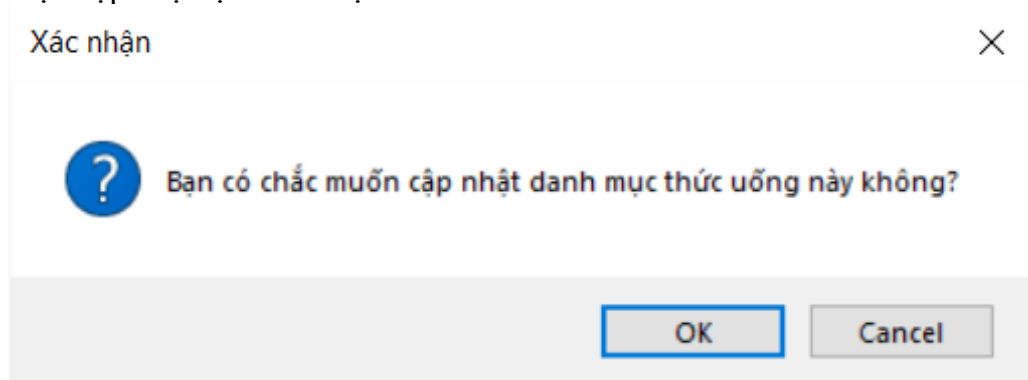 Xác nhận
Bạn có chắc muốn cập nhật danh mục thức uống này không?
OK
Cancel